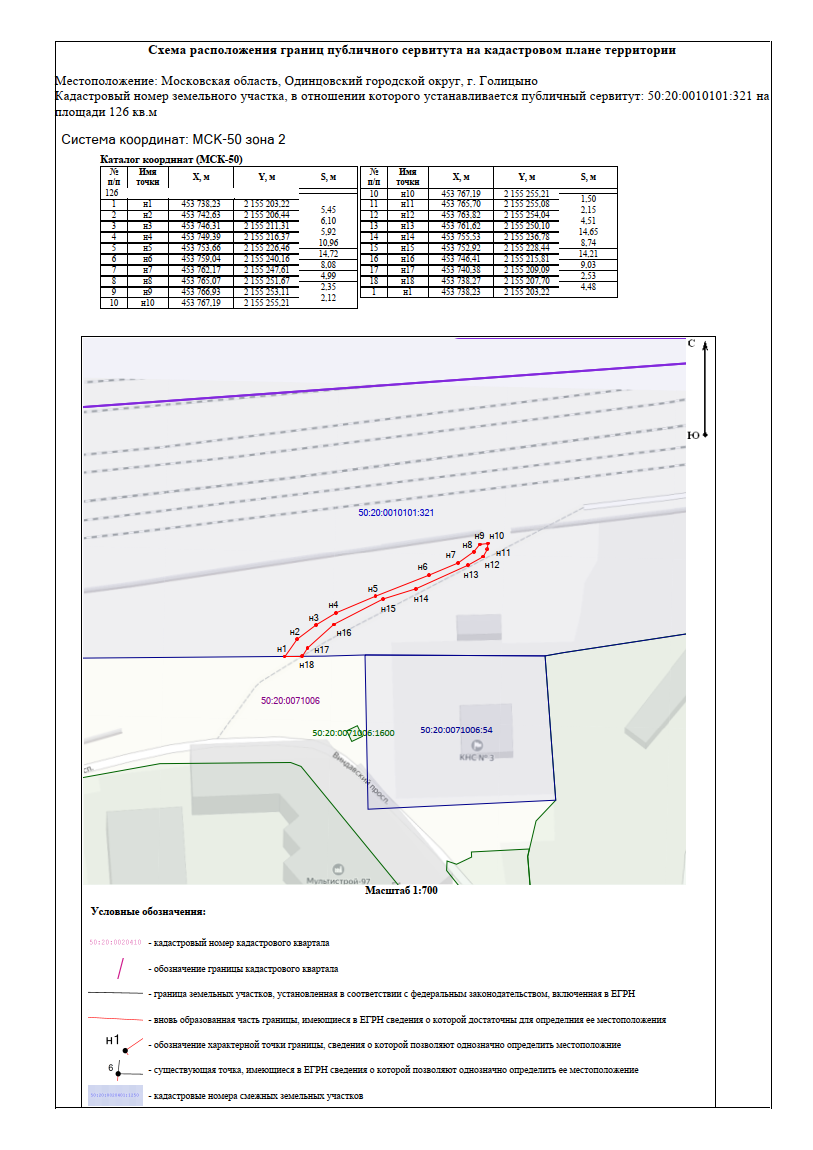 Схема расположения границ публичного сервитута на кадастровом плане территории
Местоположение: Московская область, Одинцовский городской округ, г. Голицыно
Кадастровый номер земельного участка, в отношении которого устанавливается публичный сервитут: 50:20:0010101:321 на
площади 126 кв.м
Система координат: МСК-50 зона 2
Каталог координат (МСК-50)
№ п/п Имя точки X, м Y, м S, м
126
1 н1 453 738,23 2 155 203,22
5,45
2 н2 453 742,63 2 155 206,44
6,10
3 н3 453 746,31 2 155 211,31
5,92
4 н4 453 749,39 2 155 216,37
10,96
5 н5 453 753,66 2 155 226,46
14,72
6 н6 453 759,04 2 155 240,16
8,08
7 н7 453 762,17 2 155 247,61
4,99
8 н8 453 765,07 2 155 251,67
2,35
9 н9 453 766,93 2 155 253,11
2,12
10 н10 453 767,19 2 155 255,21
№ п/п Имя точки X, м Y, м S, м
10 н10 453 767,19 2 155 255,21
1,50
11 н11 453 765,70 2 155 255,08
2,15
12 н12 453 763,82 2 155 254,04
4,51
13 н13 453 761,62 2 155 250,10
14,65
14 н14 453 755,53 2 155 236,78
8,74
15 н15 453 752,92 2 155 228,44
14,21
16 н16 453 746,41 2 155 215,81
9,03
17 н17 453 740,38 2 155 209,09
2,53
18 н18 453 738,27 2 155 207,70
4,48
1 н1 453 738,23 2 155 203,22
С
Ю
50:20:0010101:321
н9 н10
н8
н11
н7
н12
н6
н13
н5
н14
н4
н15
н3
н16
н2
н17
н1
н18
50:20:0071006
50:20:0071006:1600
50:20:0071006:54
КНС № 3
Виндавский просп.
сп.
Мультистрой-97
Масштаб 1:700
Условные обозначения:
50:20:0020410 - кадастровый номер кадастрового квартала
- обозначение границы кадастрового квартала
- граница земельных участков, установленная в соответствии с федеральным законодательством, включенная в ЕГРН
- вновь образованная часть границы, имеющиеся в ЕГРН сведения о которой достаточны для определния ее местоположения
н1 - обозначение характерной точки границы, сведения о которой позволяют однозначно определить местоположние
6 - существующая точка, имеющиеся в ЕГРН сведения о которой позволяют однозначно определить ее местоположение
- кадастровые номера смежных земельных участков